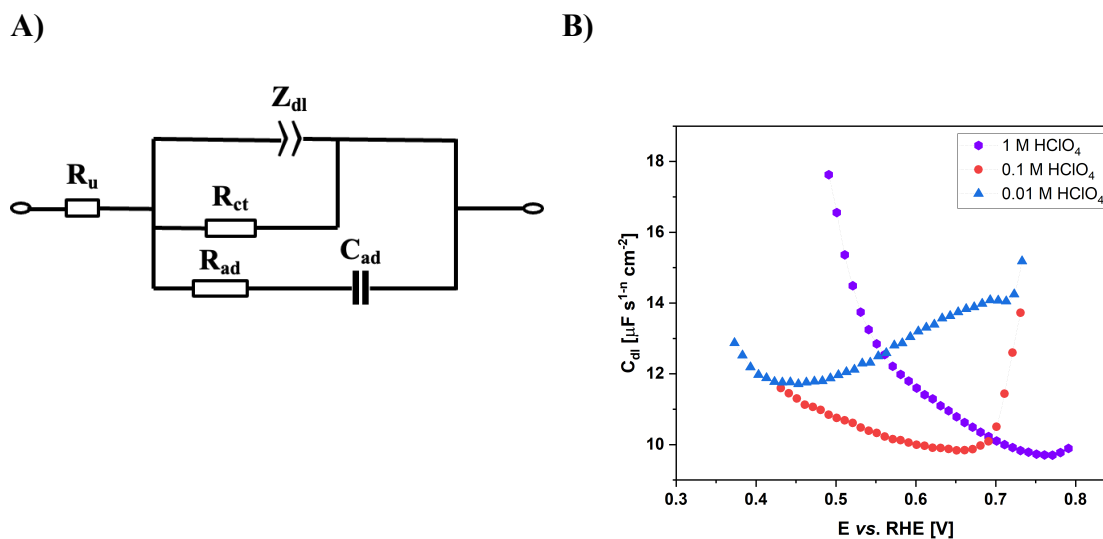 A)
B)
Z_dl
R_u
R_ct
R_ad
C_ad
1 M HClO₄
0.1 M HClO₄
0.01 M HClO₄
C_dl [µF s^1-n cm^-2]
18
16
14
12
10
0.3 0.4 0.5 0.6 0.7 0.8
E vs. RHE [V]